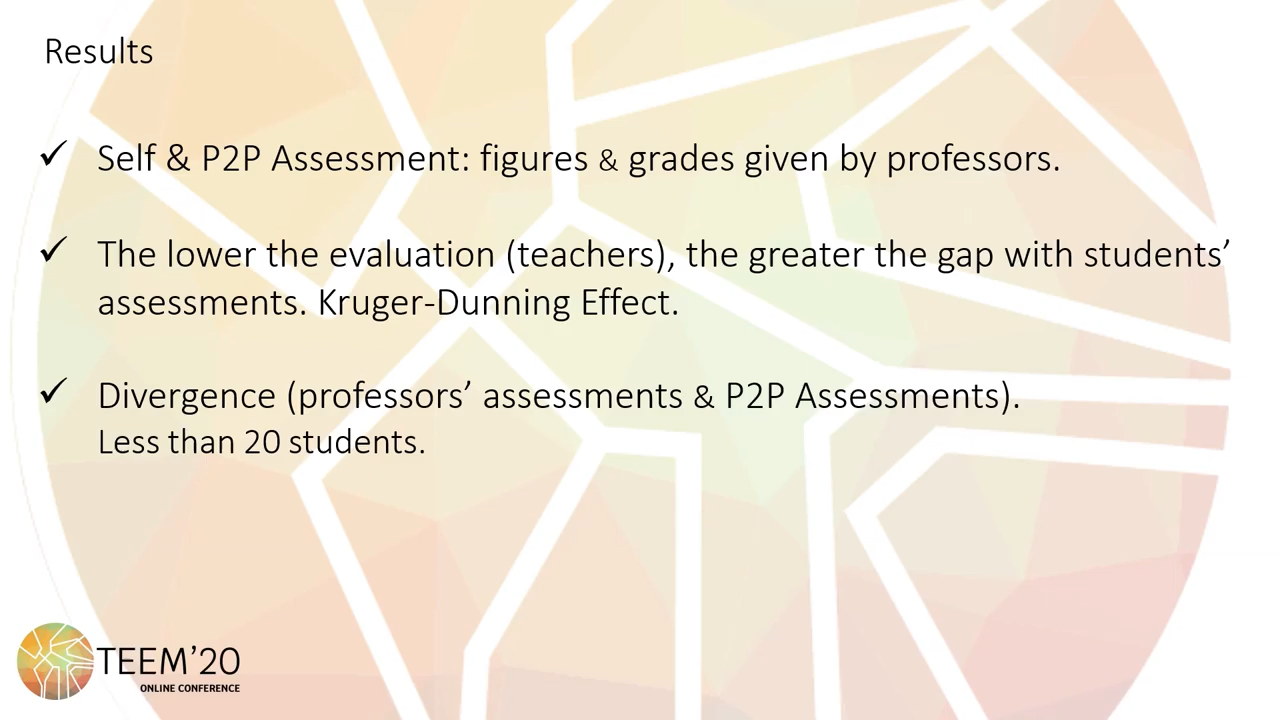 Results
✓ Self & P2P Assessment: figures & grades given by professors.
✓ The lower the evaluation (teachers), the greater the gap with students’
assessments. Kruger-Dunning Effect.
✓ Divergence (professors’ assessments & P2P Assessments).
Less than 20 students.
TEEM’20
ONLINE CONFERENCE